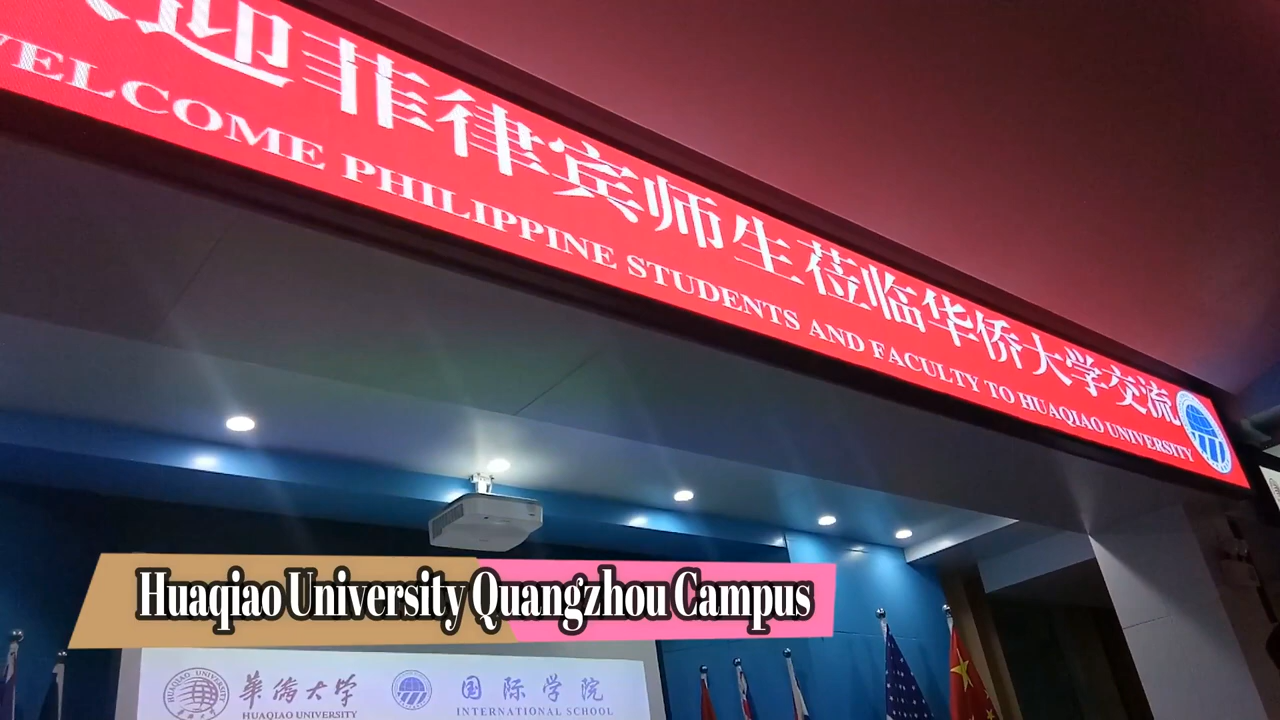 迎菲律宾师生莅临华侨大学交流
WELCOME PHILIPPINE STUDENTS AND FACULTY TO HUAQIAO UNIVERSITY
Huaqiao University Quangzhou Campus
華僑大学 国际学院
HUAQIAO UNIVERSITY INTERNATIONAL SCHOOL